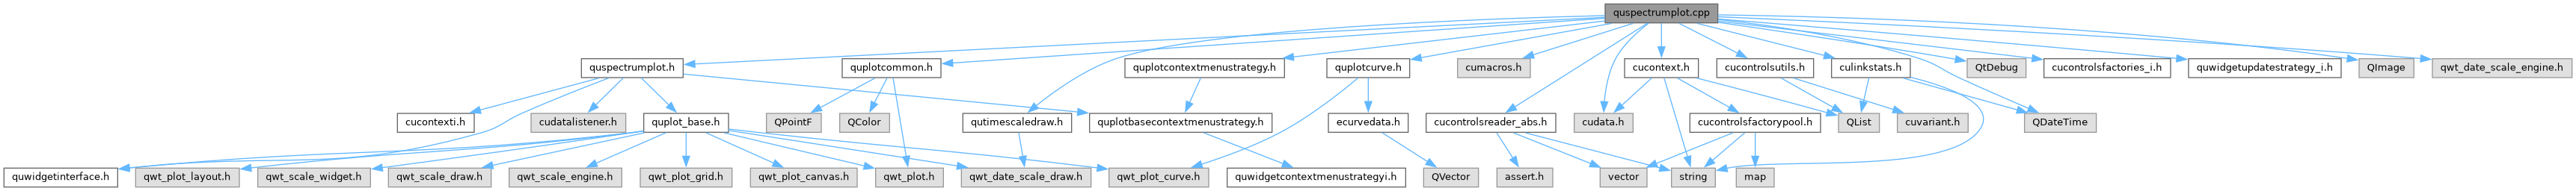 quspectrumplot.cpp
quspectrumplot.h
quplotcommon.h
quplotcontextmenustrategy.h
quplotcurve.h
cumacros.h
cucontext.h
cucontrolsutils.h
culinkstats.h
QtDebug
cucontrolsfactories_i.h
quwidgetupdatestrategy_i.h
QImage
qwt_date_scale_engine.h
cucontexti.h
cudatalistener.h
quplot_base.h
QPointF
QColor
qutimescaledraw.h
quplotbasecontextmenustrategy.h
ecurvedata.h
cucontrolsreader_abs.h
cudata.h
cucontrolsfactorypool.h
QList
cuvariant.h
QDateTime
quwidgetinterface.h
qwt_plot_layout.h
qwt_scale_widget.h
qwt_scale_draw.h
qwt_scale_engine.h
qwt_plot_grid.h
qwt_plot_canvas.h
qwt_plot.h
qwt_date_scale_draw.h
qwt_plot_curve.h
quwidgetcontextmenustrategyi.h
QVector
assert.h
vector
string
map